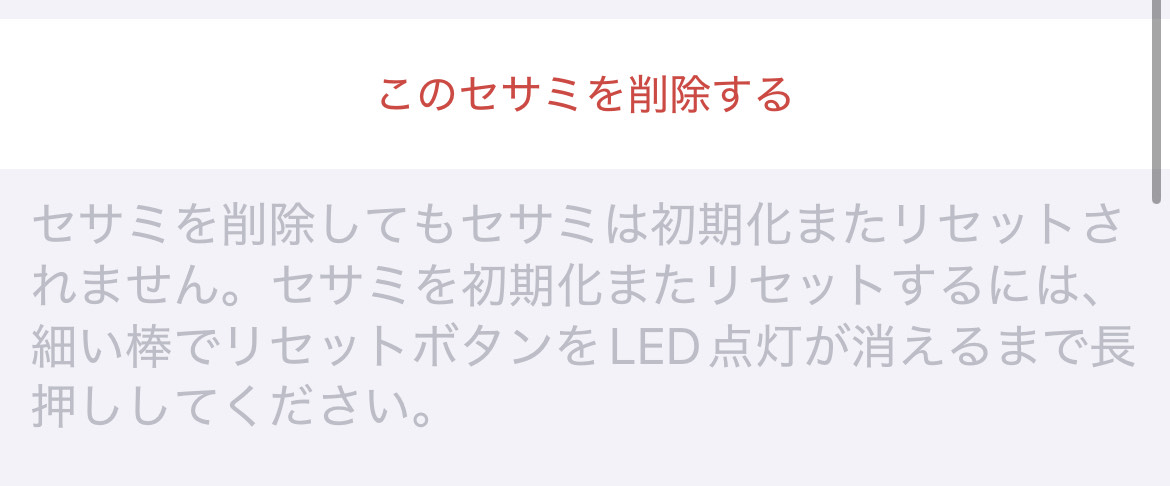 このセサミを削除する
セサミを削除してもセサミは初期化またリセットさ
れません。セサミを初期化またリセットするには、
細い棒でリセットボタンをLED点灯が消えるまで長
押ししてください。